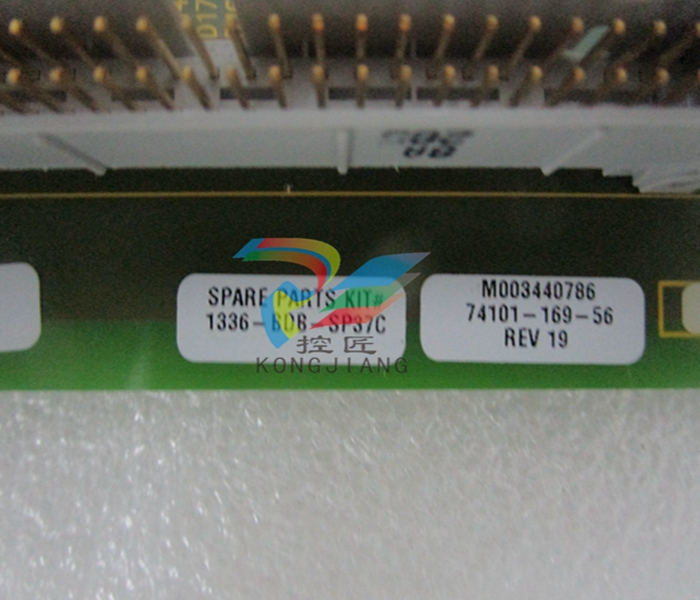 SPARE PARTS KIT#
1336-BDB-SP37C
M003440786
74101-169-56
REV 19
控匠
KONGJIANG